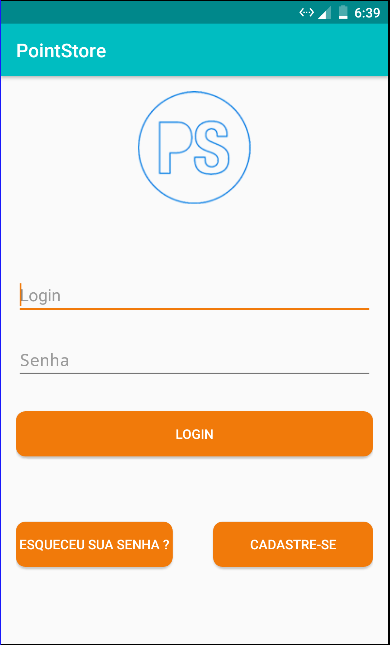 6:39
PointStore
PS
Login
Senha
LOGIN
ESQUECEU SUA SENHA ?
CADASTRE-SE